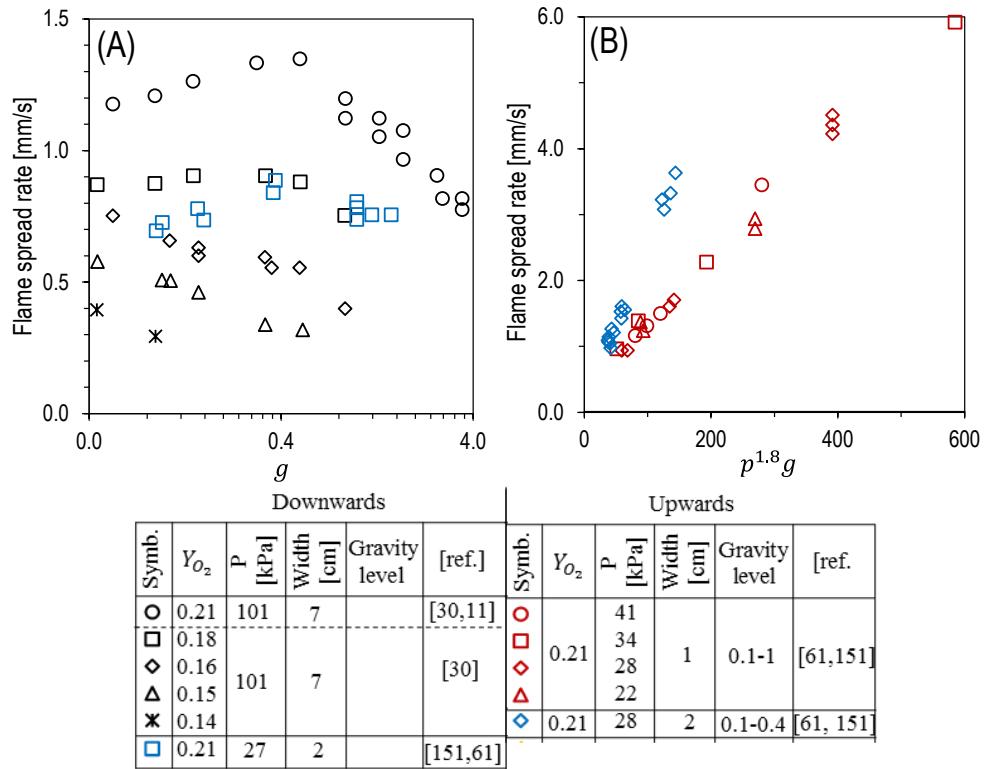 (A)
Flame spread rate [mm/s]
1.5
1.0
0.5
0.0
0.0 0.4 4.0
g
(B)
Flame spread rate [mm/s]
6.0
4.0
2.0
0.0
0 200 400 600
p^1.8 g
Downwards
Symb. Y_O2 P [kPa] Width [cm] Gravity level [ref.]
0.21 101 7 [30,11]
0.18
0.16
0.15
0.14
101 7 [30]
0.21 27 2 [151,61]
Upwards
Symb. Y_O2 P [kPa] Width [cm] Gravity level [ref.
41
34
28
22
0.21 1 0.1-1 [61,151]
0.21 28 2 0.1-0.4 [61, 151]